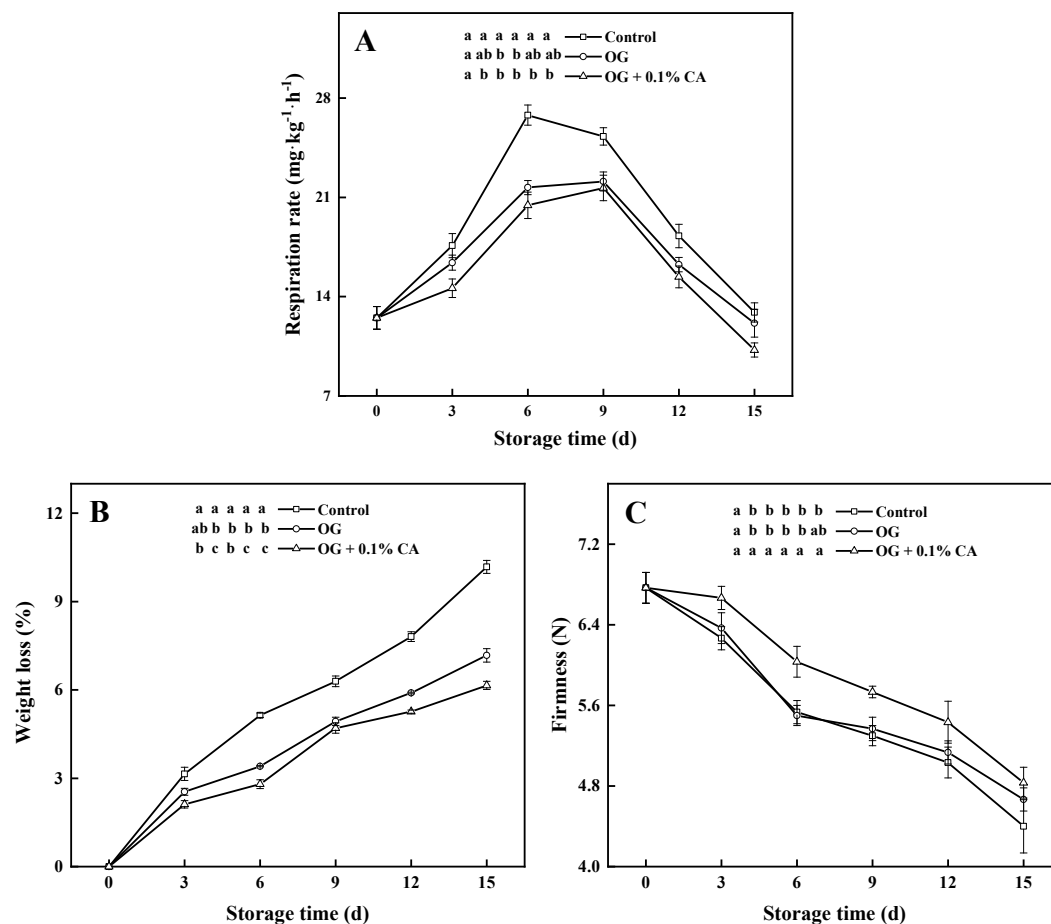 A
a a a a a a Control
a ab b b ab ab OG
a b b b b b OG + 0.1% CA
Respiration rate (mg·kg⁻¹·h⁻¹)
28
21
14
7
0 3 6 9 12 15
Storage time (d)
B
a a a a a Control
ab b b b b OG
b c b c c OG + 0.1% CA
Weight loss (%)
12
9
6
3
0
0 3 6 9 12 15
Storage time (d)
C
a b b b b b Control
a b b b b ab OG
a a a a a a OG + 0.1% CA
Firmness (N)
7.2
6.4
5.6
4.8
4.0
0 3 6 9 12 15
Storage time (d)